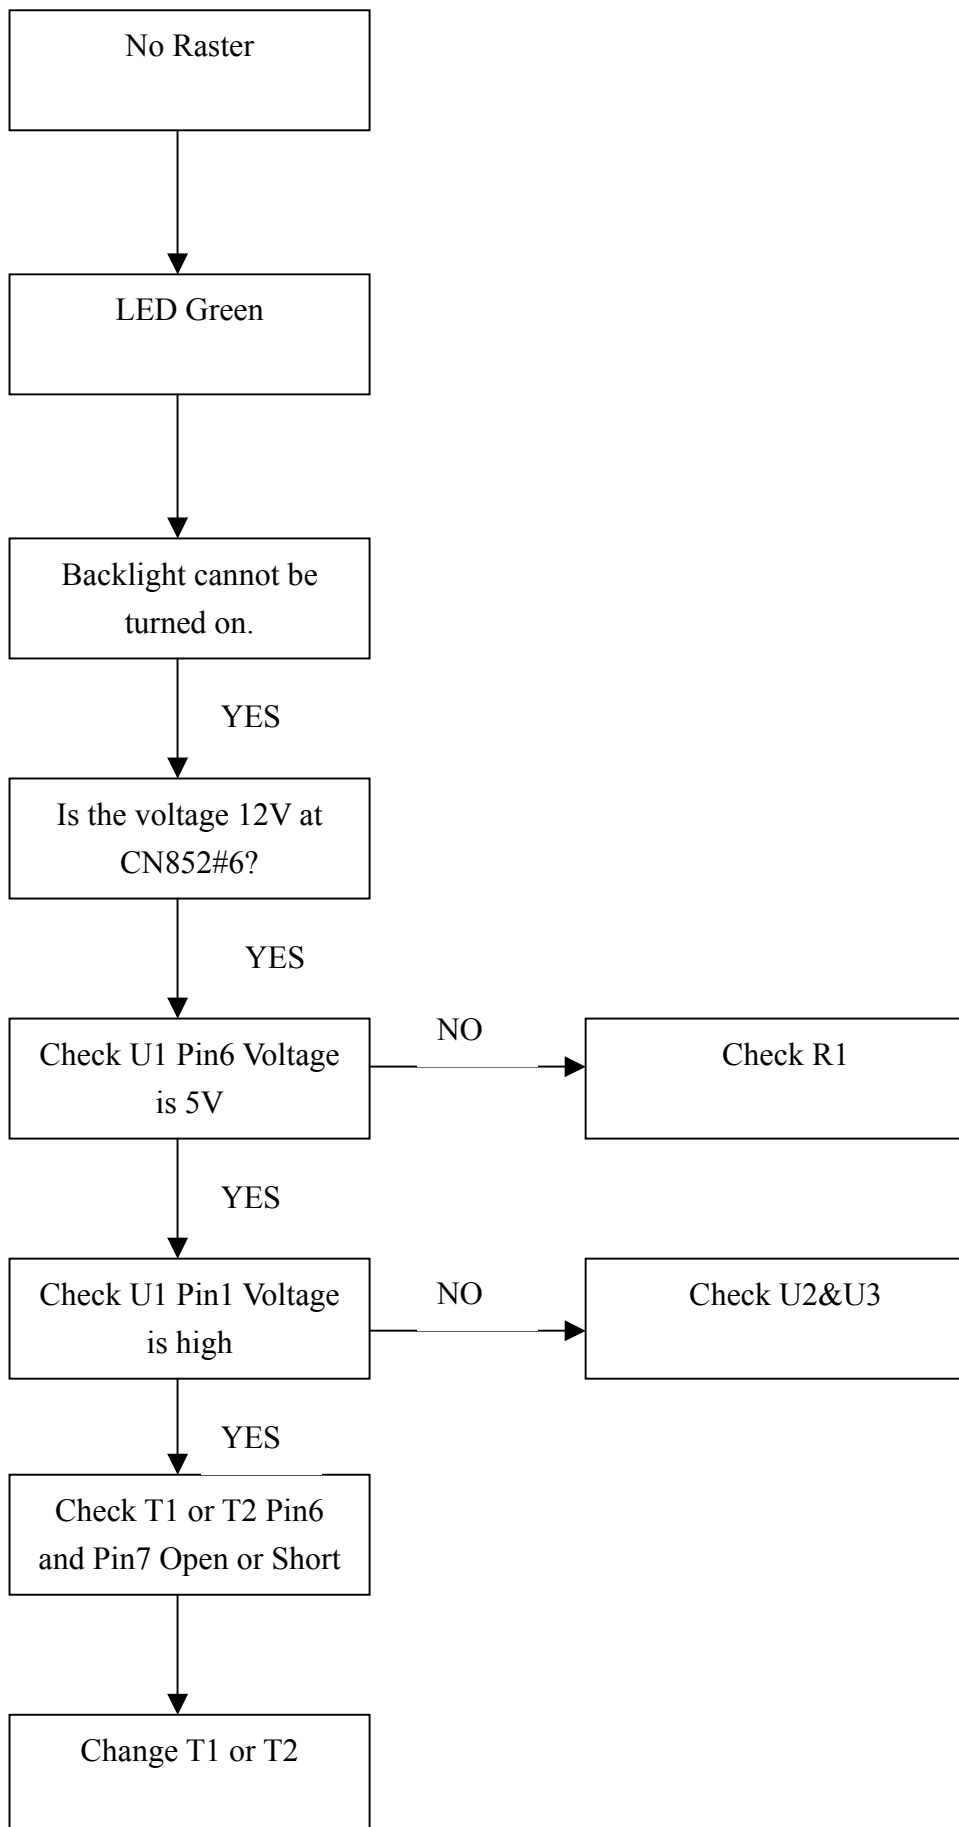 No Raster
LED Green
Backlight cannot be
turned on.
YES
Is the voltage 12V at
CN852#6?
YES
Check U1 Pin6 Voltage
is 5V
NO
Check R1
YES
Check U1 Pin1 Voltage
is high
NO
Check U2&U3
YES
Check T1 or T2 Pin6
and Pin7 Open or Short
Change T1 or T2